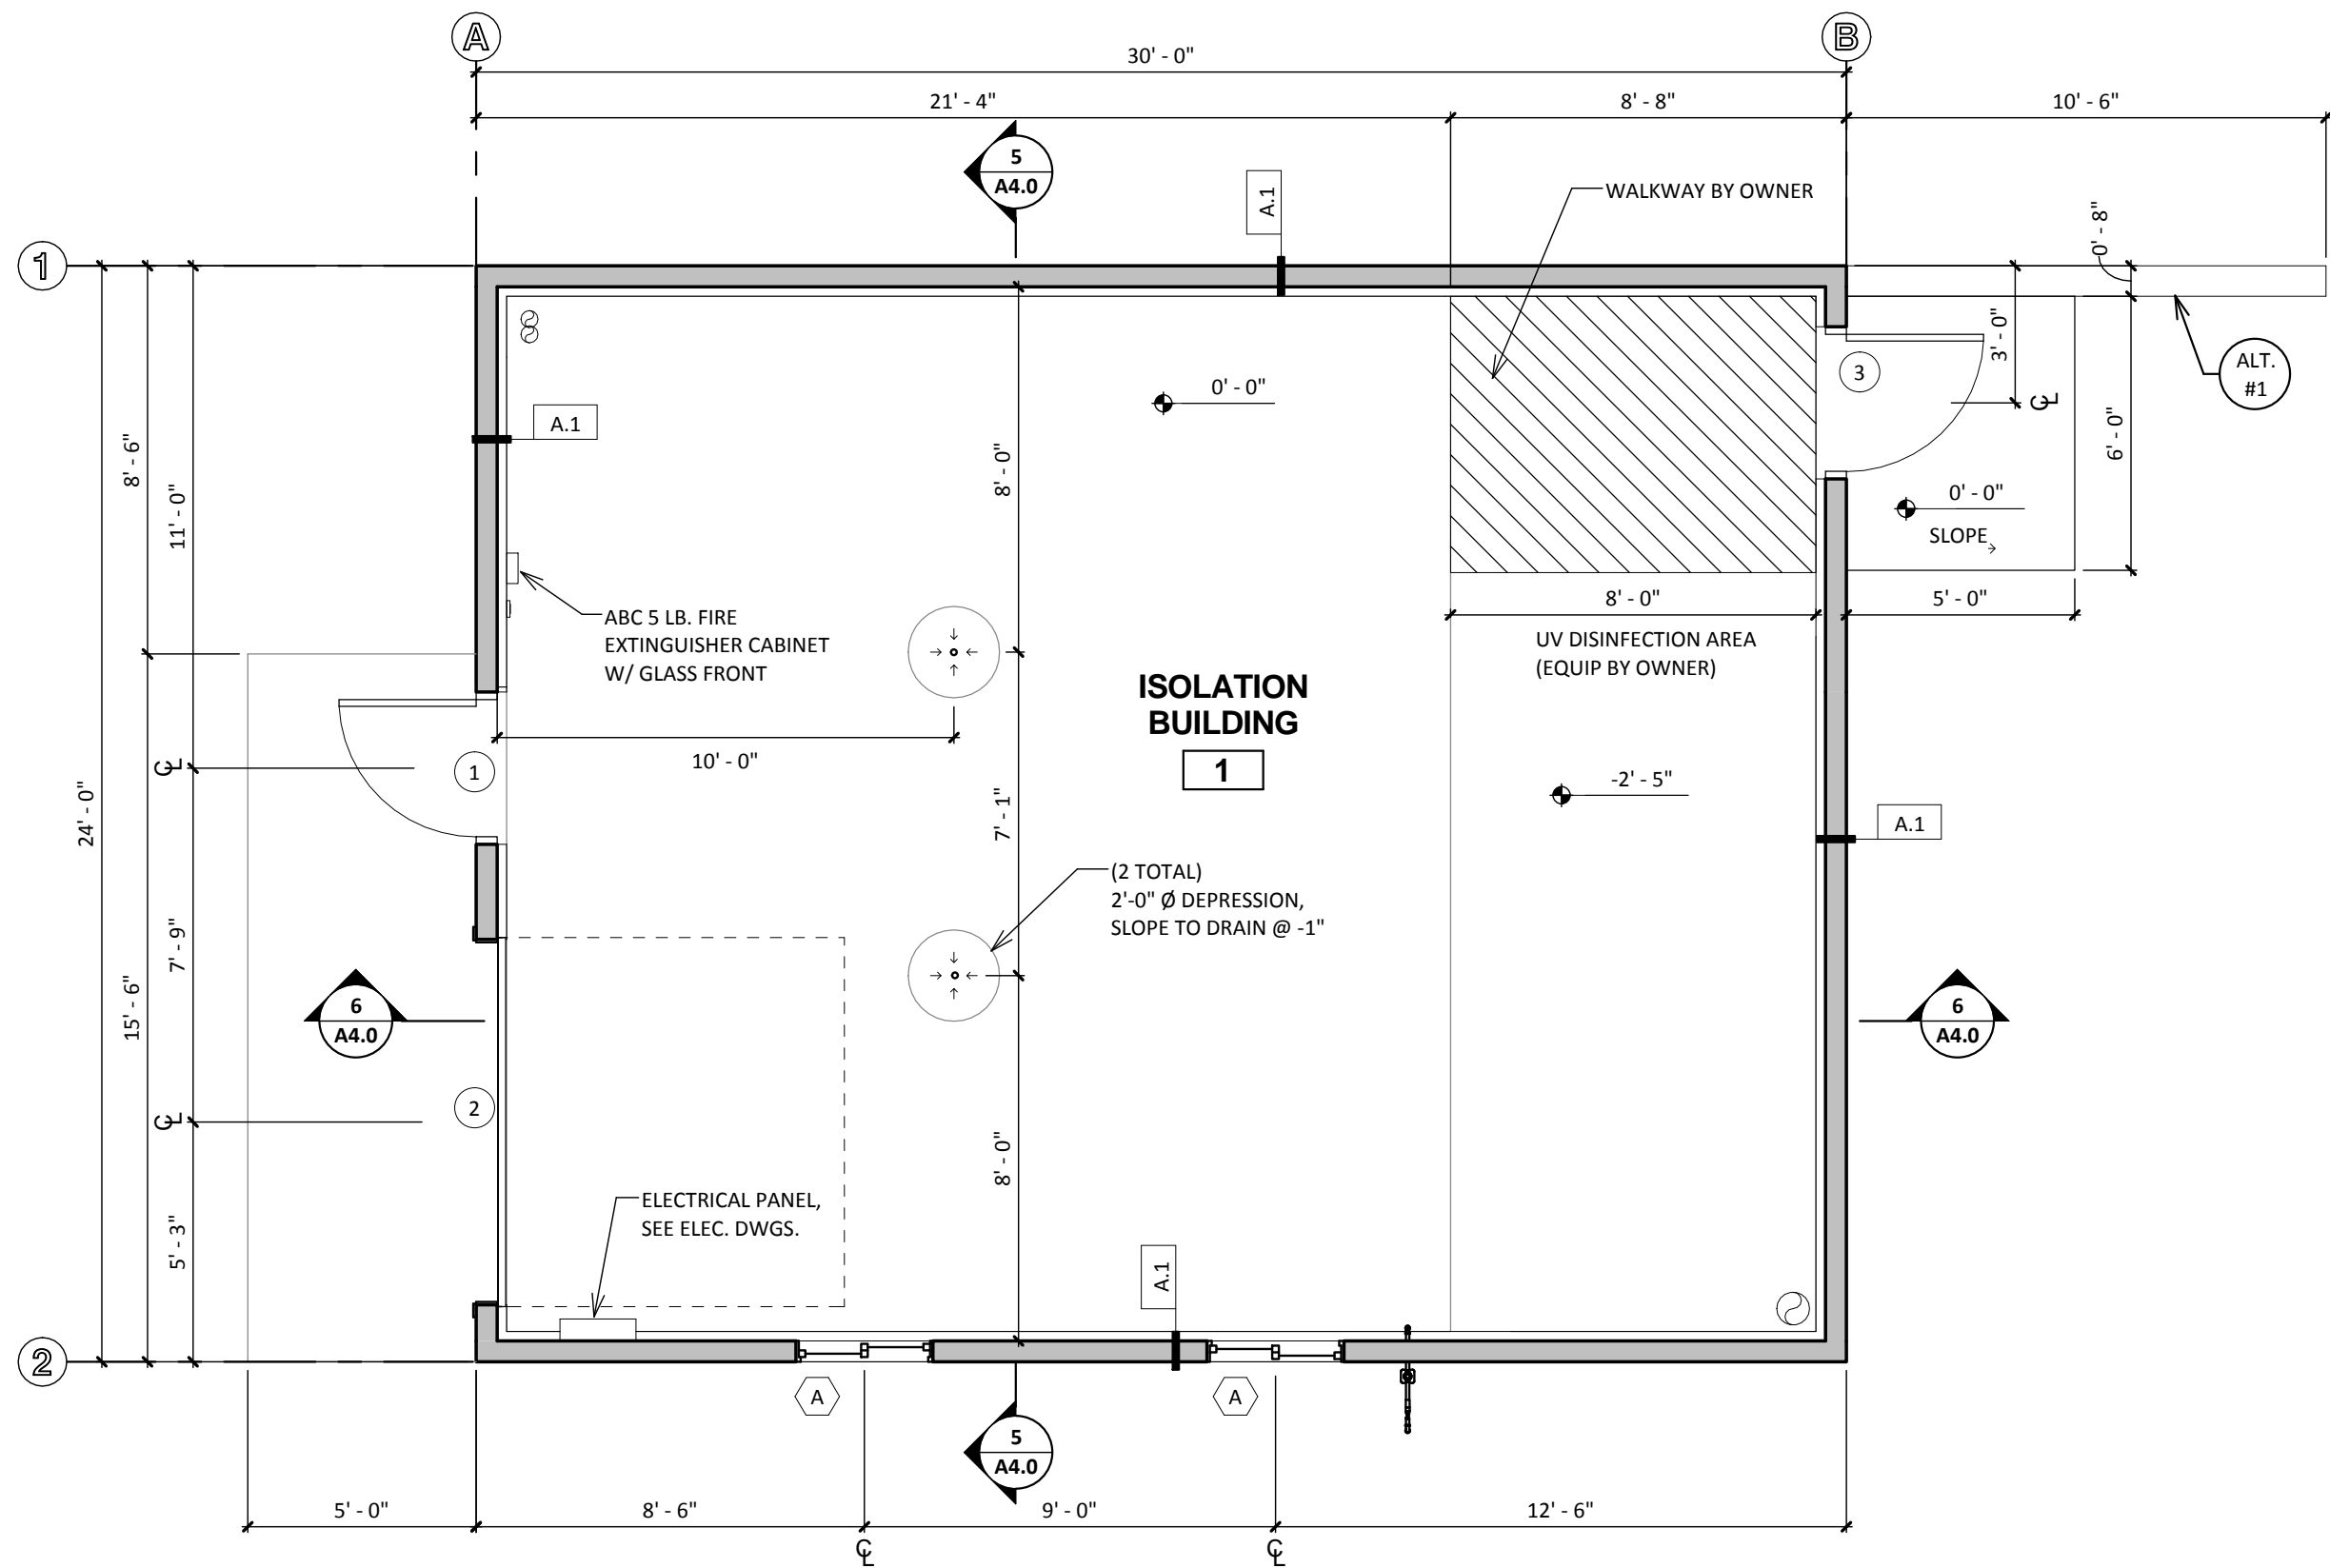 A
B
30' - 0"
21' - 4"
8' - 8"
10' - 6"
5
A4.0
A.1
WALKWAY BY OWNER
0' - 8"
1
3' - 0"
ALT.
#1
3
0' - 0"
A.1
CL
8' - 6"
11' - 0"
8' - 0"
6' - 0"
0' - 0"
SLOPE
ABC 5 LB. FIRE
EXTINGUISHER CABINET
W/ GLASS FRONT
8' - 0"
5' - 0"
UV DISINFECTION AREA
(EQUIP BY OWNER)
ISOLATION
BUILDING
1
10' - 0"
CL
1
24' - 0"
7' - 1"
-2' - 5"
A.1
(2 TOTAL)
2'-0" Ø DEPRESSION,
SLOPE TO DRAIN @ -1"
7' - 9"
15' - 6"
6
A4.0
6
A4.0
CL
2
8' - 0"
ELECTRICAL PANEL,
SEE ELEC. DWGS.
5' - 3"
A.1
2
A
A
5
A4.0
5' - 0"
8' - 6"
9' - 0"
12' - 6"
CL
CL